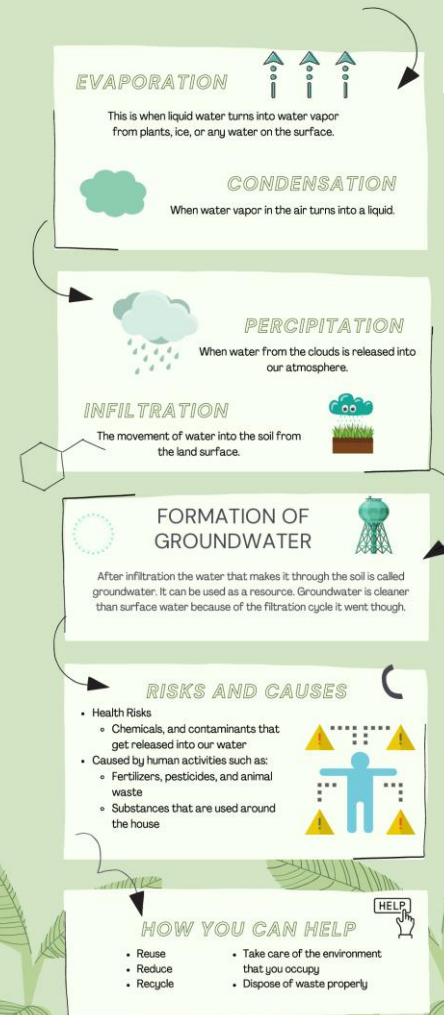 EVAPORATION
This is when liquid water turns into water vapor
from plants, ice, or any water on the surface.
CONDENSATION
When water vapor in the air turns into a liquid.
PERCIPITATION
When water from the clouds is released into
our atmosphere.
INFILTRATION
The movement of water into the soil from
the land surface.
FORMATION OF
GROUNDWATER
After infiltration the water that makes it through the soil is called
groundwater. It can be used as a resource. Groundwater is cleaner
than surface water because of the filtration cycle it went though.
RISKS AND CAUSES
• Health Risks
◦ Chemicals, and contaminants that
get released into our water
• Caused by human activities such as:
◦ Fertilizers, pesticides, and animal
waste
◦ Substances that are used around
the house
HELP
HOW YOU CAN HELP
• Reuse
• Reduce
• Recycle
• Take care of the environment
that you occupy
• Dispose of waste properly